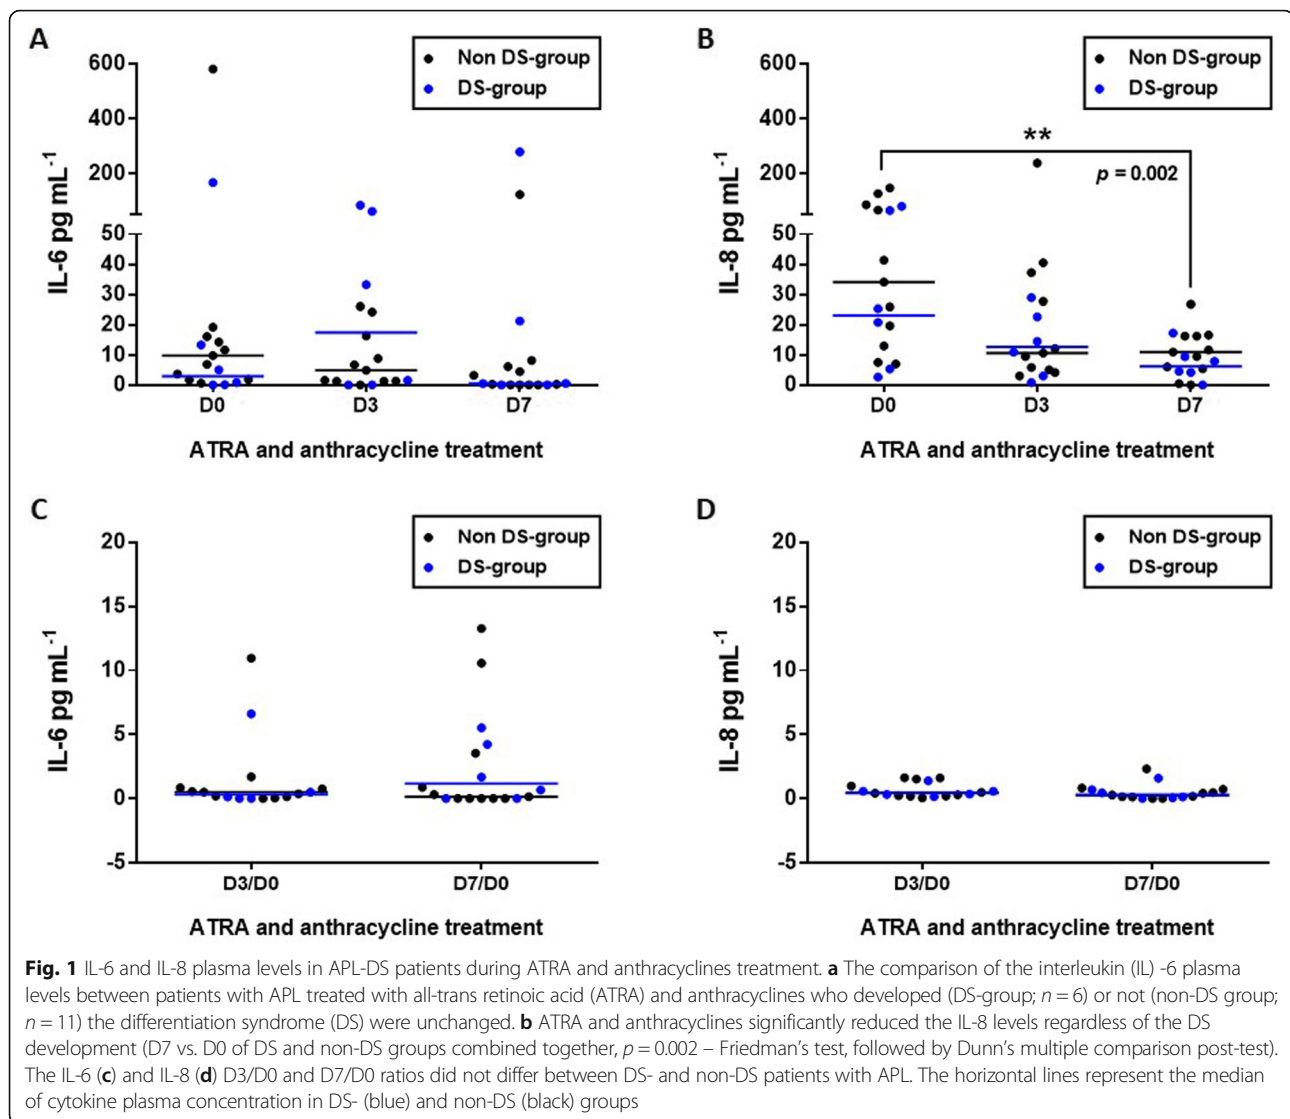 A
Non DS-group
DS-group
600
400
200
50
40
30
20
10
0
IL-6 pg mL-1
D0 D3 D7
ATRA and anthracycline treatment
B
Non DS-group
DS-group
600
400
200
50
40
30
20
10
0
IL-8 pg mL-1
**
p = 0.002
D0 D3 D7
ATRA and anthracycline treatment
C
Non DS-group
DS-group
20
15
10
5
0
-5
IL-6 pg mL-1
D3/D0 D7/D0
ATRA and anthracycline treatment
D
Non DS-group
DS-group
20
15
10
5
0
-5
IL-8 pg mL-1
D3/D0 D7/D0
ATRA and anthracycline treatment
Fig. 1 IL-6 and IL-8 plasma levels in APL-DS patients during ATRA and anthracyclines treatment. a The comparison of the interleukin (IL) -6 plasma
levels between patients with APL treated with all-trans retinoic acid (ATRA) and anthracyclines who developed (DS-group; n = 6) or not (non-DS group;
n = 11) the differentiation syndrome (DS) were unchanged. b ATRA and anthracyclines significantly reduced the IL-8 levels regardless of the DS
development (D7 vs. D0 of DS and non-DS groups combined together, p = 0.002 – Friedman's test, followed by Dunn's multiple comparison post-test).
The IL-6 (c) and IL-8 (d) D3/D0 and D7/D0 ratios did not differ between DS- and non-DS patients with APL. The horizontal lines represent the median
of cytokine plasma concentration in DS- (blue) and non-DS (black) groups